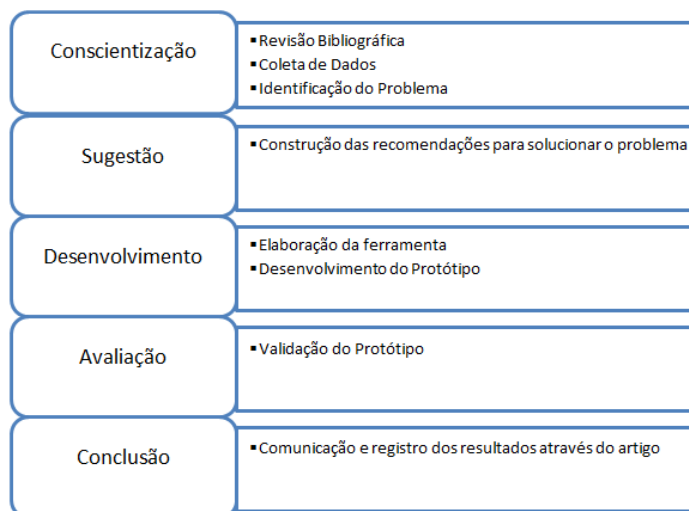 Conscientização
▪Revisão Bibliográfica
▪Coleta de Dados
▪Identificação do Problema
Sugestão
▪Construção das recomendações para solucionar o problema
Desenvolvimento
▪Elaboração da ferramenta
▪Desenvolvimento do Protótipo
Avaliação
▪Validação do Protótipo
Conclusão
▪Comunicação e registro dos resultados através do artigo